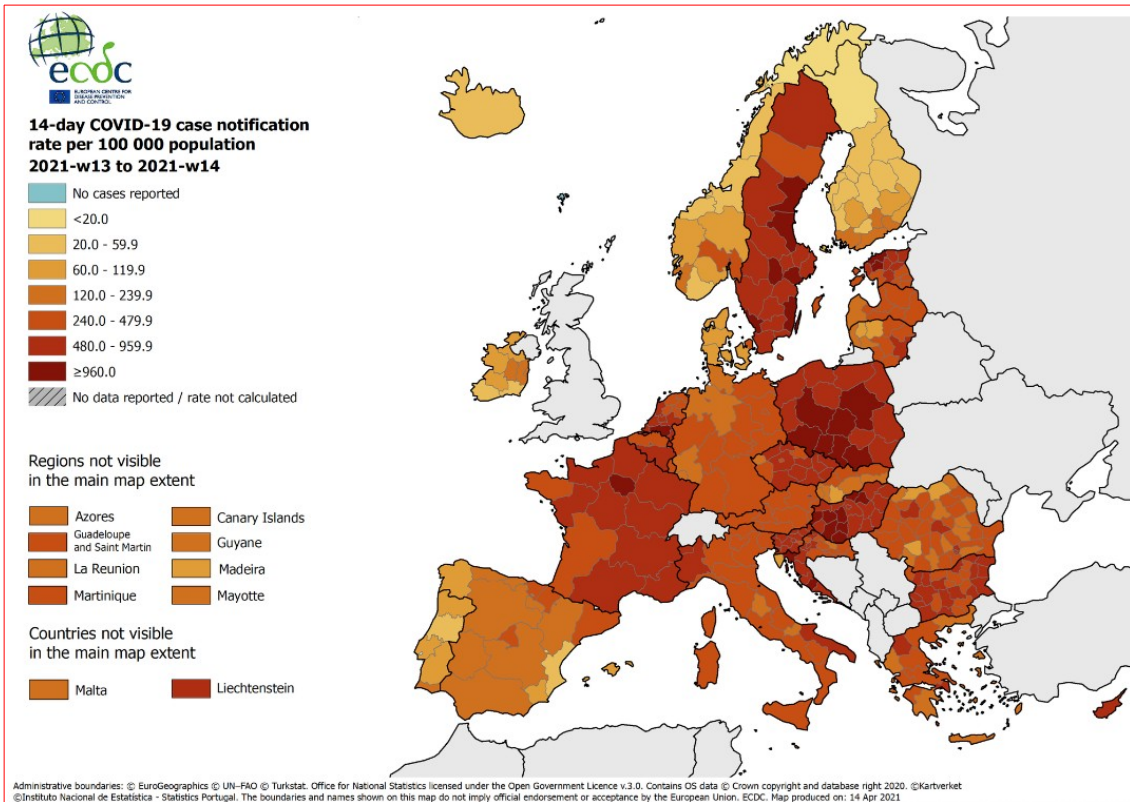 ecdc
EUROPEAN CENTRE FOR
DISEASE PREVENTION
AND CONTROL
14-day COVID-19 case notification
rate per 100 000 population
2021-w13 to 2021-w14
No cases reported
<20.0
20.0 - 59.9
60.0 - 119.9
120.0 - 239.9
240.0 - 479.9
480.0 - 959.9
≥960.0
No data reported / rate not calculated
Regions not visible
in the main map extent
Azores
Canary Islands
Guadeloupe
and Saint Martin
Guyane
La Reunion
Madeira
Martinique
Mayotte
Countries not visible
in the main map extent
Malta
Liechtenstein
Administrative boundaries: © EuroGeographics © UN–FAO © Turkstat. Office for National Statistics licensed under the Open Government Licence v.3.0. Contains OS data © Crown copyright and database right 2020. ©Kartverket
©Instituto Nacional de Estatística - Statistics Portugal. The boundaries and names shown on this map do not imply official endorsement or acceptance by the European Union. ECDC. Map produced on: 14 Apr 2021